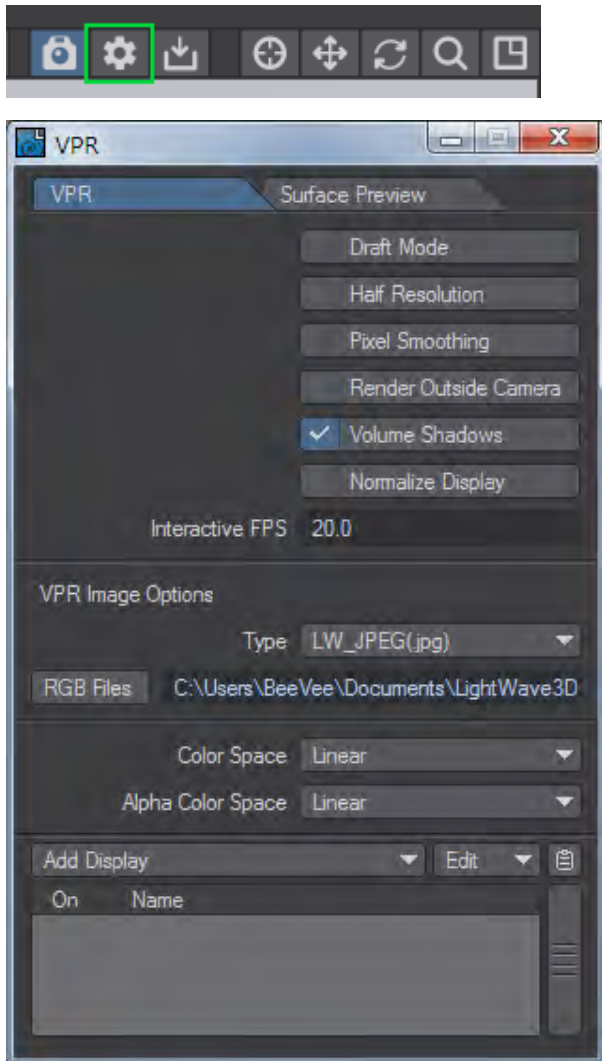 VPR
VPR Surface Preview
Draft Mode
Half Resolution
Pixel Smoothing
Render Outside Camera
Volume Shadows
Normalize Display
Interactive FPS 20.0
VPR Image Options
Type LW_JPEG(.jpg)
RGB Files C:\Users\BeeVee\Documents\LightWave3D
Color Space Linear
Alpha Color Space Linear
Add Display Edit
On Name